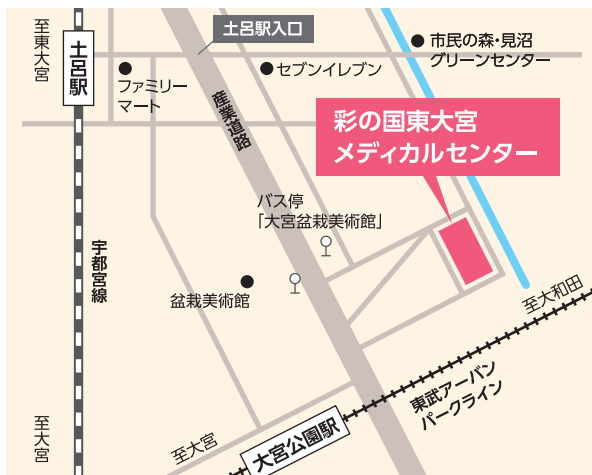 至東大宮
土呂駅
土呂駅入口
市民の森・見沼
グリーンセンター
ファミリー
マート
セブンイレブン
産業道路
彩の国東大宮
メディカルセンター
バス停
「大宮盆栽美術館」
宇都宮線
盆栽美術館
至大和田
東武アーバン
パークライン
至大宮
至大宮
大宮公園駅